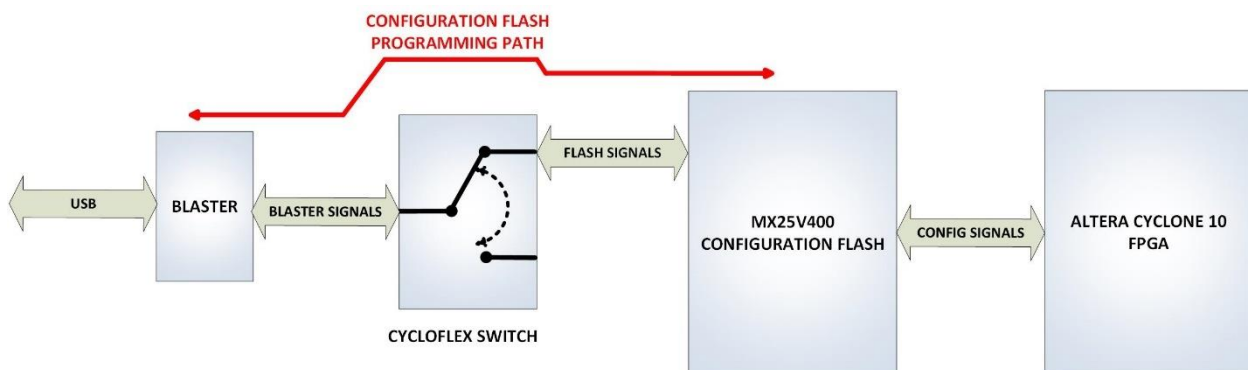 CONFIGURATION FLASH
PROGRAMMING PATH
USB
BLASTER
BLASTER SIGNALS
CYCLOFLEX SWITCH
FLASH SIGNALS
MX25V400
CONFIGURATION FLASH
CONFIG SIGNALS
ALTERA CYCLONE 10
FPGA